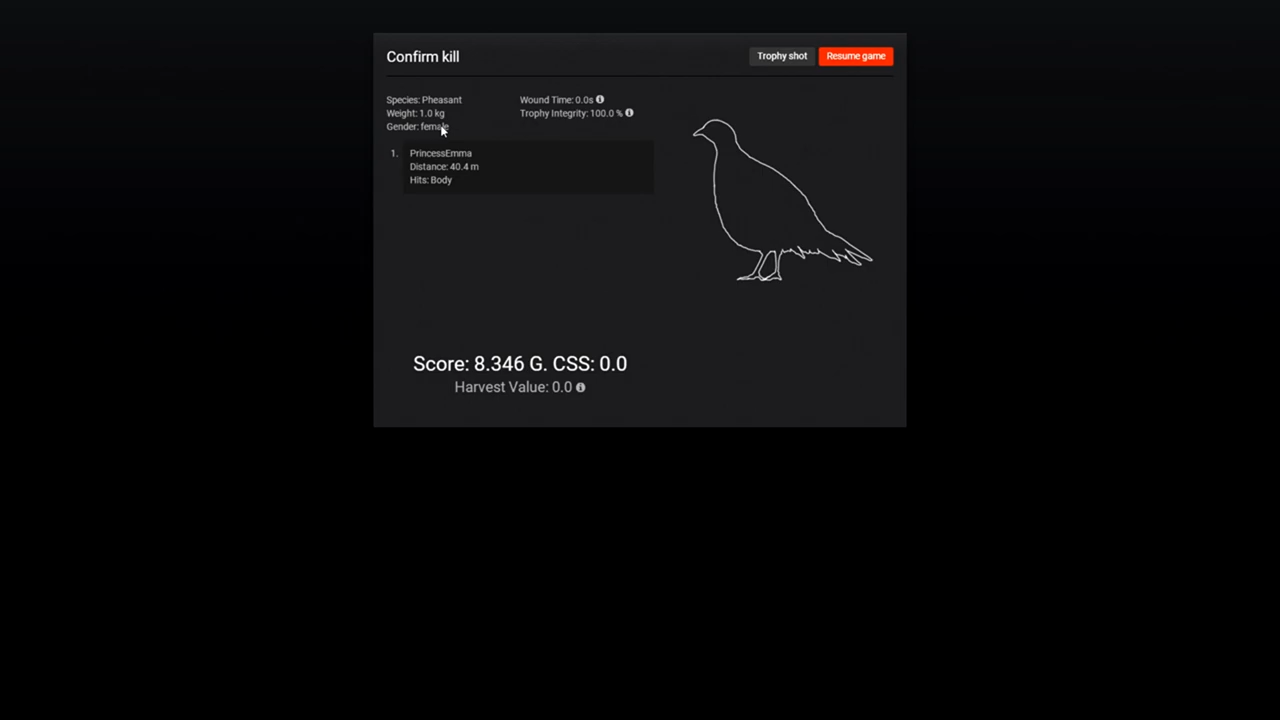 Confirm kill
Trophy shot
Resume game
Species: Pheasant
Weight: 1.0 kg
Gender: female
Wound Time: 0.0s
Trophy Integrity: 100.0 %
1. PrincessEmma
Distance: 40.4 m
Hits: Body
Score: 8.346 G. CSS: 0.0
Harvest Value: 0.0